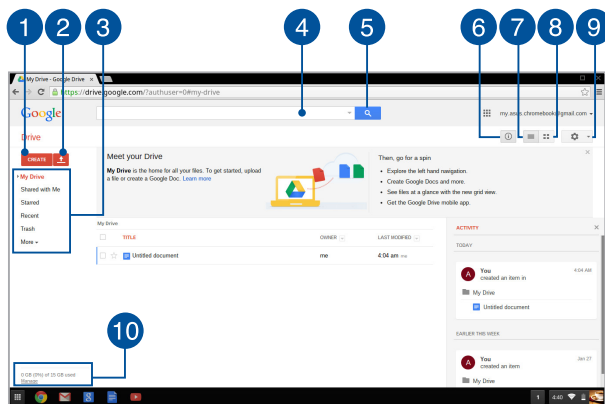 1 2 3 4 5 6 7 8 9
My Drive - Google Drive ×
https://drive.google.com/?authuser=0#my-drive
Google
my.asus.chromebook@gmail.com
Drive
CREATE
My Drive
Shared with Me
Starred
Recent
Trash
More
Meet your Drive
My Drive is the home for all your files. To get started, upload
a file or create a Google Doc. Learn more
Then, go for a spin
• Explore the left hand navigation.
• Create Google Docs and more.
• See files at a glance with the new grid view.
• Get the Google Drive mobile app.
My Drive
TITLE OWNER LAST MODIFIED
Untitled document me 4:04 am me
ACTIVITY ×
TODAY
A You 4:04 AM
created an item in
My Drive
Untitled document
EARLIER THIS WEEK
A You Jan 27
created an item
My Drive
10
0 GB (0%) of 15 GB used
Manage
8
1 4:40